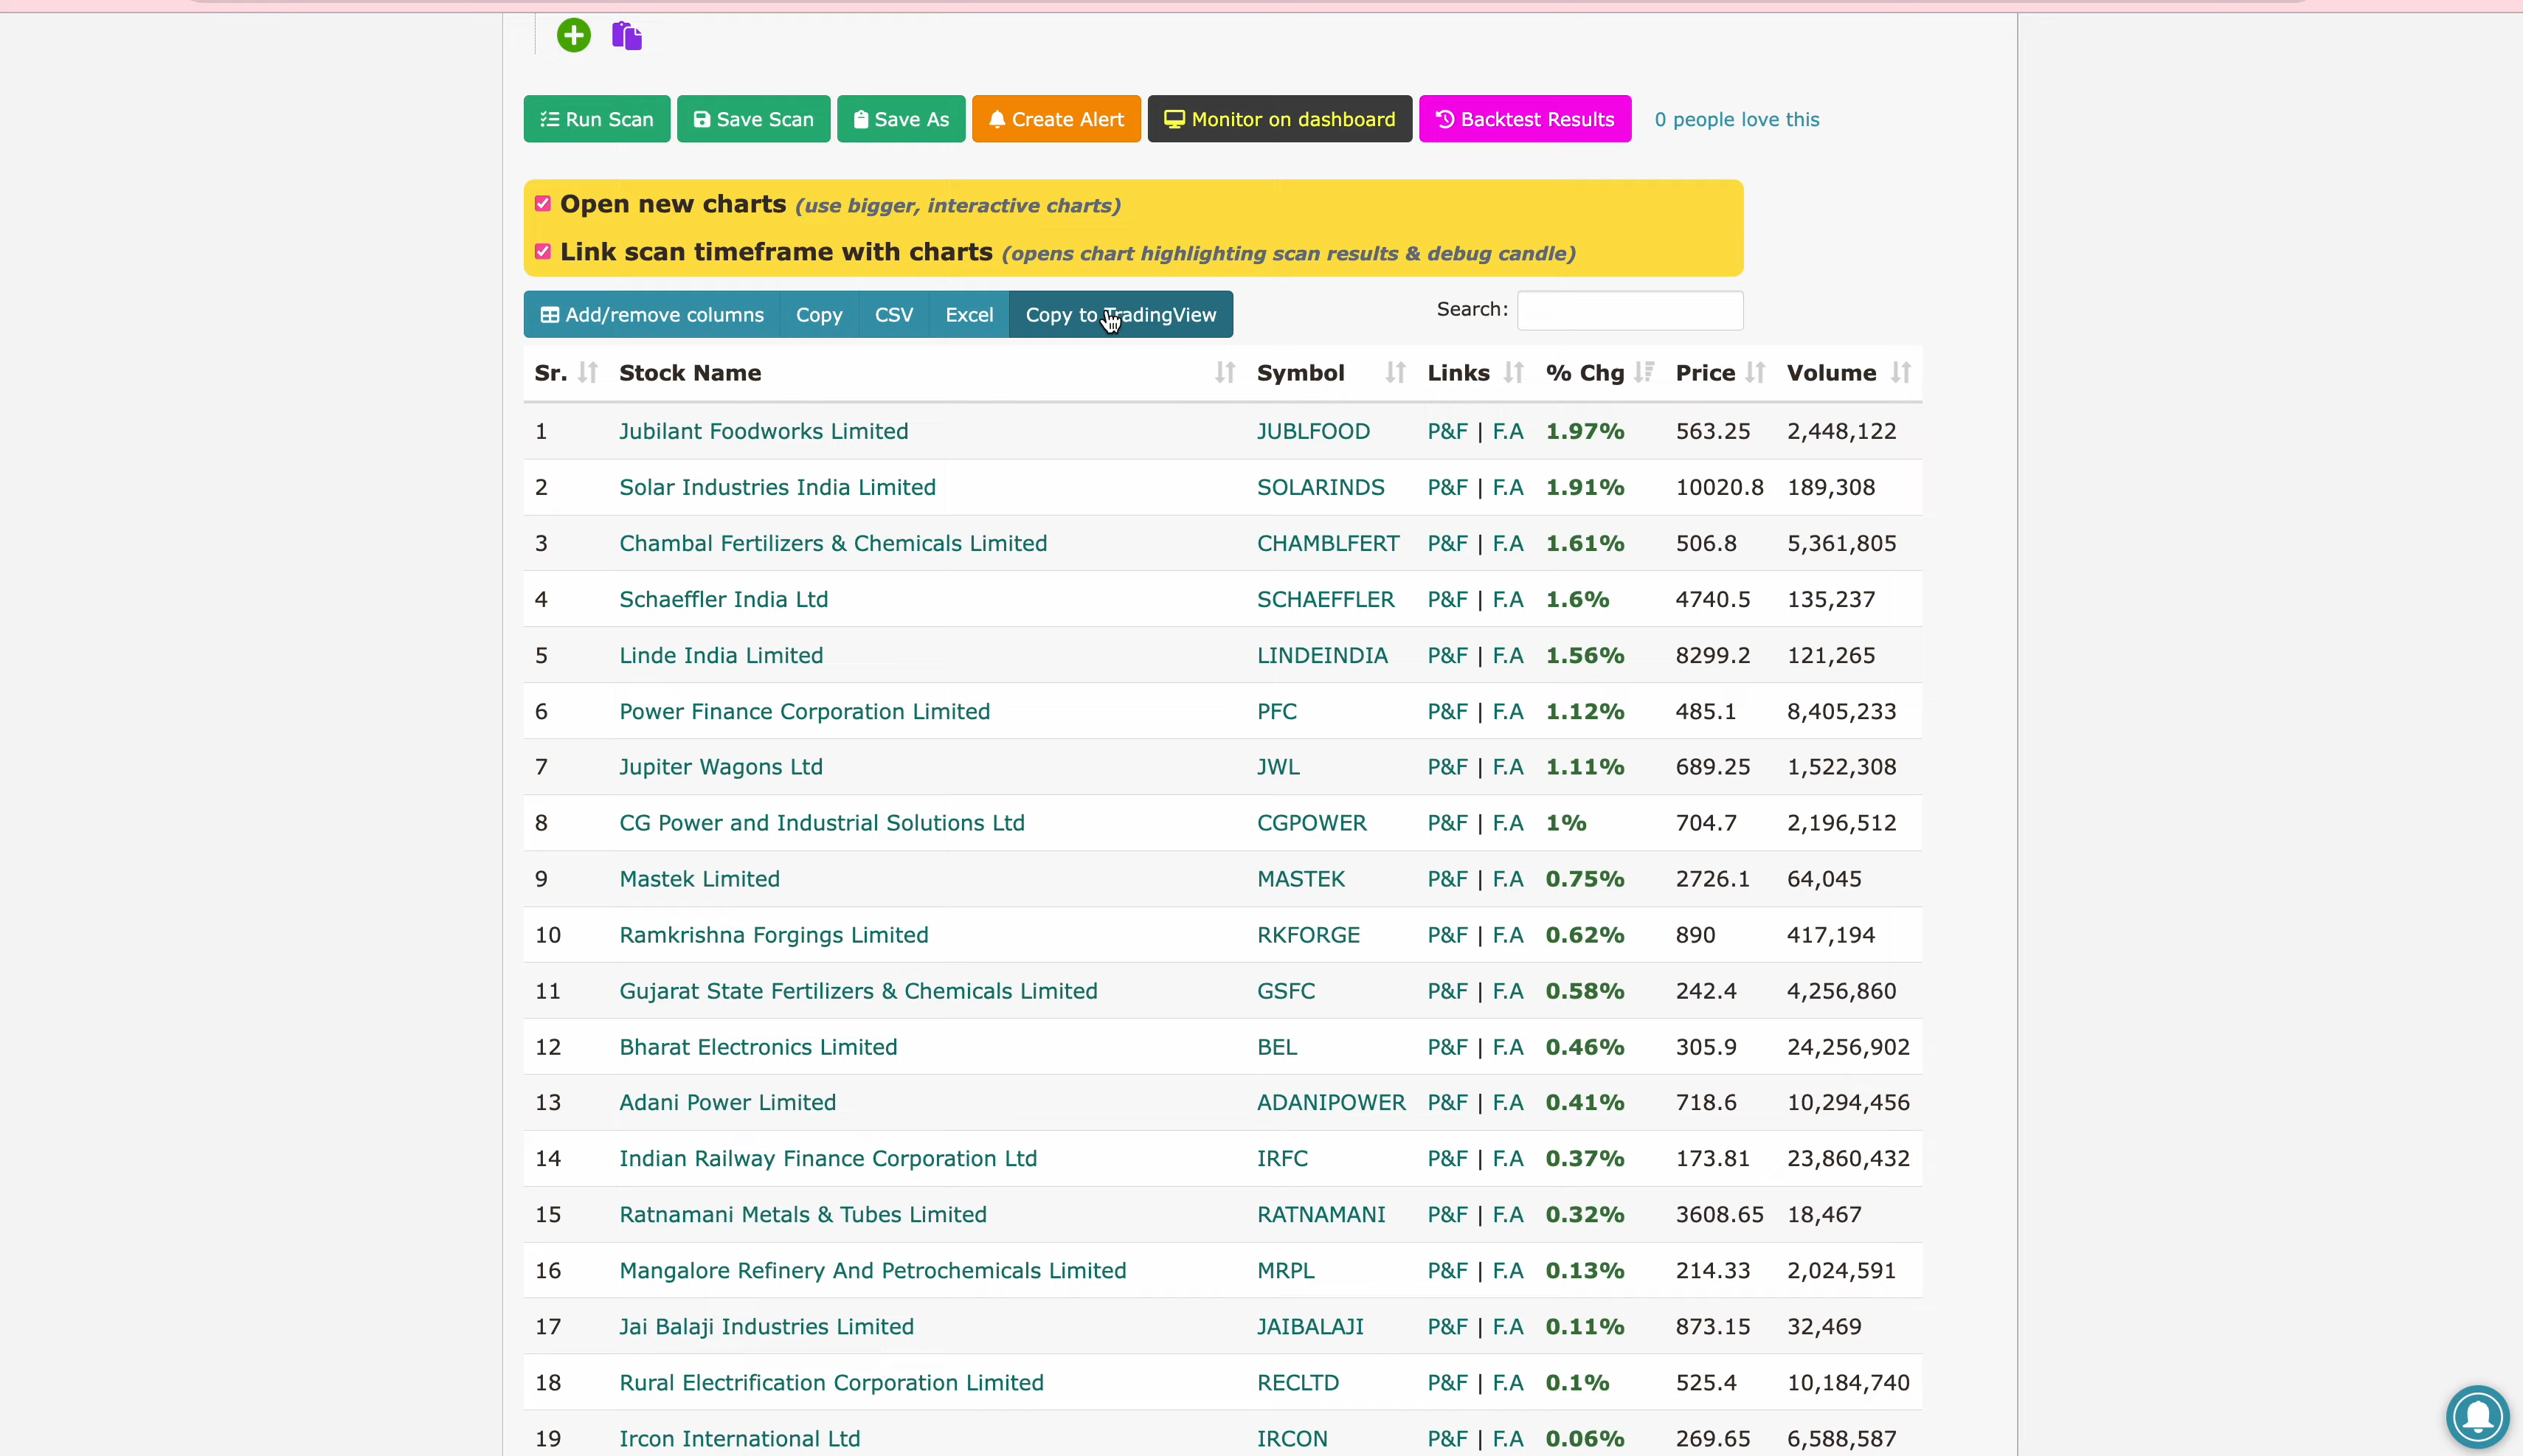 Run Scan Save Scan Save As Create Alert Monitor on dashboard Backtest Results 0 people love this
Open new charts (use bigger, interactive charts)
Link scan timeframe with charts (opens chart highlighting scan results & debug candle)
Add/remove columns Copy CSV Excel Copy to TradingView Search:
Sr. Stock Name Symbol Links % Chg Price Volume
1 Jubilant Foodworks Limited JUBLFOOD P&F | F.A 1.97% 563.25 2,448,122
2 Solar Industries India Limited SOLARINDS P&F | F.A 1.91% 10020.8 189,308
3 Chambal Fertilizers & Chemicals Limited CHAMBLFERT P&F | F.A 1.61% 506.8 5,361,805
4 Schaeffler India Ltd SCHAEFFLER P&F | F.A 1.6% 4740.5 135,237
5 Linde India Limited LINDEINDIA P&F | F.A 1.56% 8299.2 121,265
6 Power Finance Corporation Limited PFC P&F | F.A 1.12% 485.1 8,405,233
7 Jupiter Wagons Ltd JWL P&F | F.A 1.11% 689.25 1,522,308
8 CG Power and Industrial Solutions Ltd CGPOWER P&F | F.A 1% 704.7 2,196,512
9 Mastek Limited MASTEK P&F | F.A 0.75% 2726.1 64,045
10 Ramkrishna Forgings Limited RKFORGE P&F | F.A 0.62% 890 417,194
11 Gujarat State Fertilizers & Chemicals Limited GSFC P&F | F.A 0.58% 242.4 4,256,860
12 Bharat Electronics Limited BEL P&F | F.A 0.46% 305.9 24,256,902
13 Adani Power Limited ADANIPOWER P&F | F.A 0.41% 718.6 10,294,456
14 Indian Railway Finance Corporation Ltd IRFC P&F | F.A 0.37% 173.81 23,860,432
15 Ratnamani Metals & Tubes Limited RATNAMANI P&F | F.A 0.32% 3608.65 18,467
16 Mangalore Refinery And Petrochemicals Limited MRPL P&F | F.A 0.13% 214.33 2,024,591
17 Jai Balaji Industries Limited JAIBALAJI P&F | F.A 0.11% 873.15 32,469
18 Rural Electrification Corporation Limited RECLTD P&F | F.A 0.1% 525.4 10,184,740
19 Ircon International Ltd IRCON P&F | F.A 0.06% 269.65 6,588,587